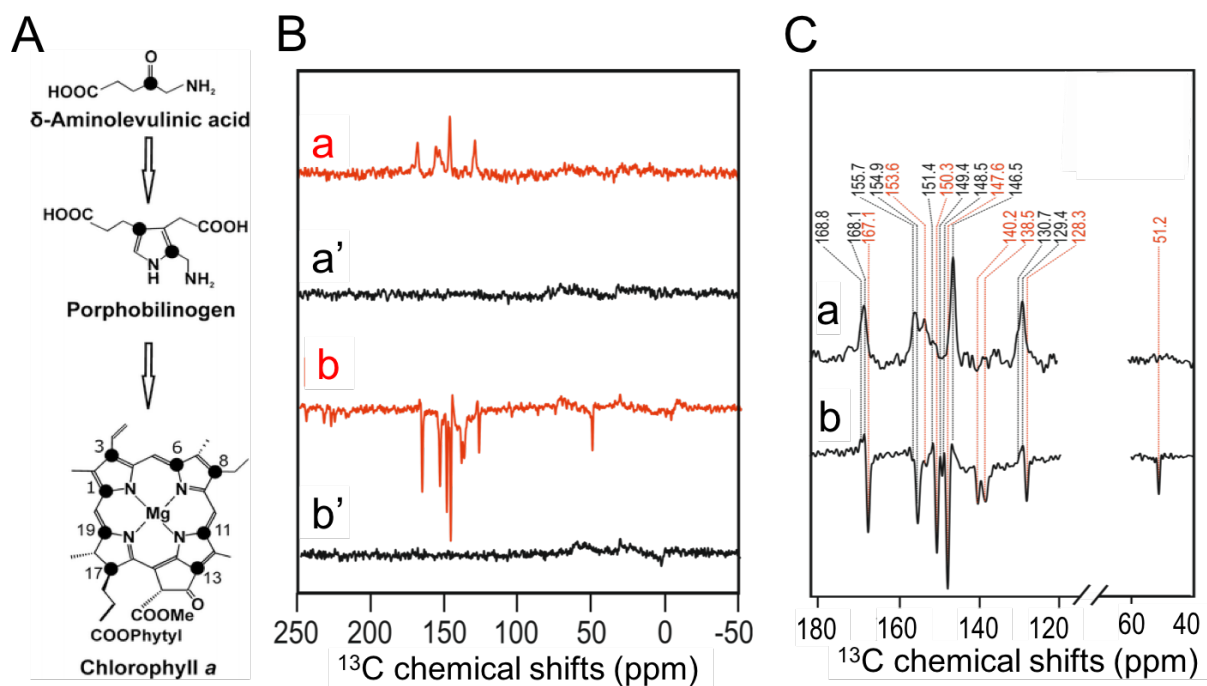 A
O
HOOC
NH₂
δ-Aminolevulinic acid
HOOC
COOH
N
H
NH₂
Porphobilinogen
3
6
8
1
N
N
Mg
19
N
N
11
17
13
O
COOMe
COOPhytyl
Chlorophyll a
B
a
a’
b
b’
250
200
150
100
50
0
-50
¹³C chemical shifts (ppm)
C
155.7
154.9
153.6
151.4
150.3
149.4
148.5
147.6
146.5
168.8
168.1
167.1
140.2
138.5
130.7
129.4
128.3
51.2
a
b
180
160
140
120
60
40
¹³C chemical shifts (ppm)